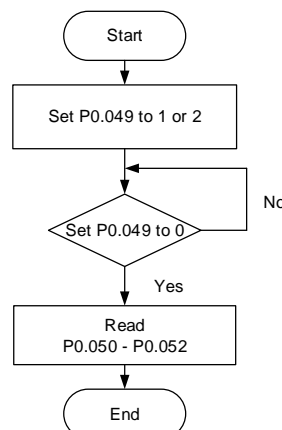 Start
Set P0.049 to 1 or 2
Set P0.049 to 0
No
Yes
Read
P0.050 - P0.052
End